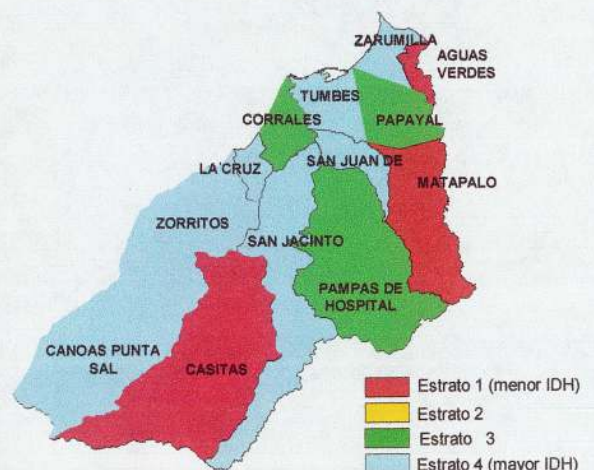 ZARUMILLA
AGUAS
VERDES
TUMBES
CORRALES
PAPAYAL
LA CRUZ
SAN JUAN DE
MATAPALO
ZORRITOS
SAN JACINTO
PAMPAS DE
HOSPITAL
CANOAS PUNTA
SAL
CASITAS
Estrato 1 (menor IDH)
Estrato 2
Estrato 3
Estrato 4 (mayor IDH)